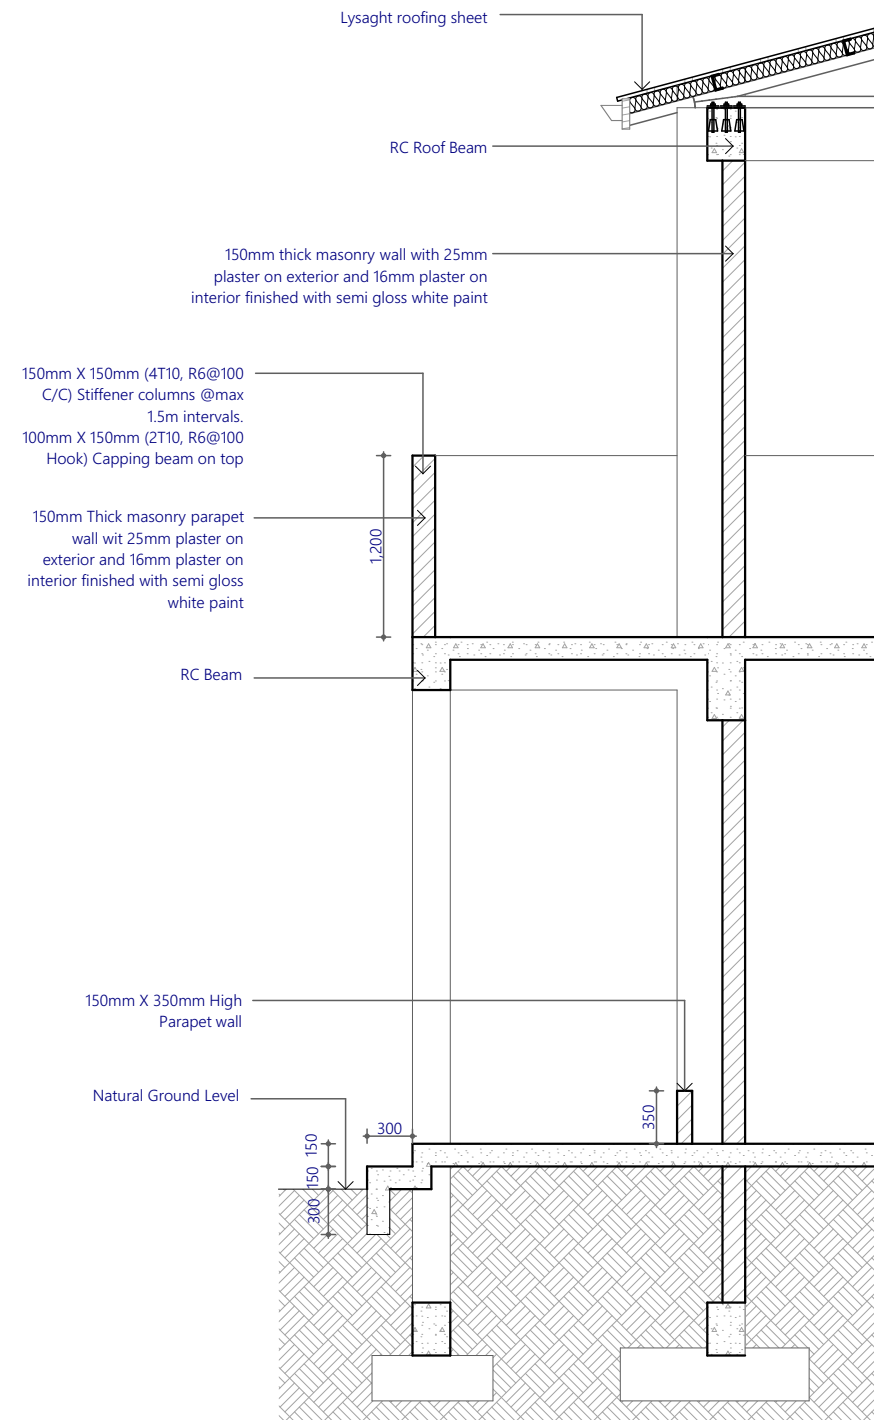 Lysaght roofing sheet
RC Roof Beam
150mm thick masonry wall with 25mm
plaster on exterior and 16mm plaster on
interior finished with semi gloss white paint
150mm X 150mm (4T10, R6@100
C/C) Stiffener columns @max
1.5m intervals.
100mm X 150mm (2T10, R6@100
Hook) Capping beam on top
150mm Thick masonry parapet
wall wit 25mm plaster on
exterior and 16mm plaster on
interior finished with semi gloss
white paint
1,200
RC Beam
150mm X 350mm High
Parapet wall
Natural Ground Level
350
300
150
150
300